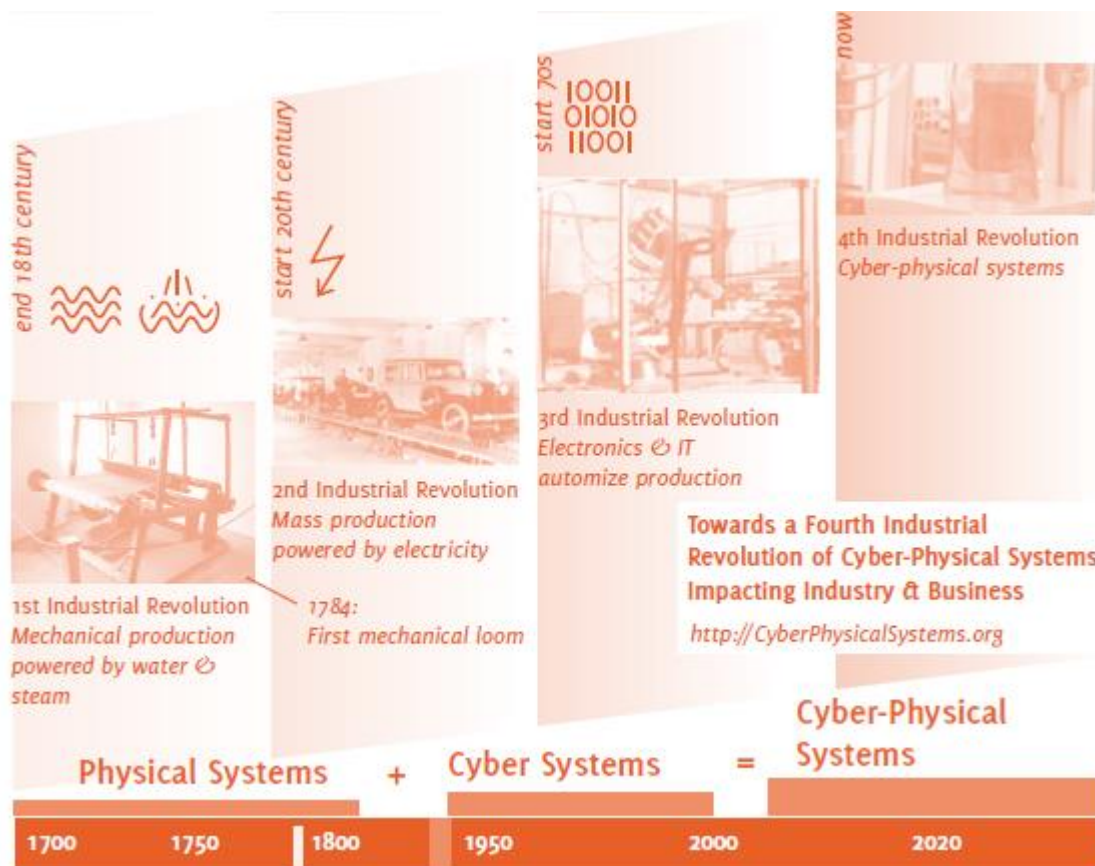 end 18th century
1st Industrial Revolution
Mechanical production
powered by water &
steam
start 20th century
2nd Industrial Revolution
Mass production
powered by electricity
1784:
First mechanical loom
start 70s
10011
01010
11001
3rd Industrial Revolution
Electronics & IT
automize production
now
4th Industrial Revolution
Cyber-physical systems
Towards a Fourth Industrial
Revolution of Cyber-Physical Systems
Impacting Industry & Business
http://CyberPhysicalSystems.org
Physical Systems + Cyber Systems = Cyber-Physical
Systems
1700 1750 1800 1950 2000 2020